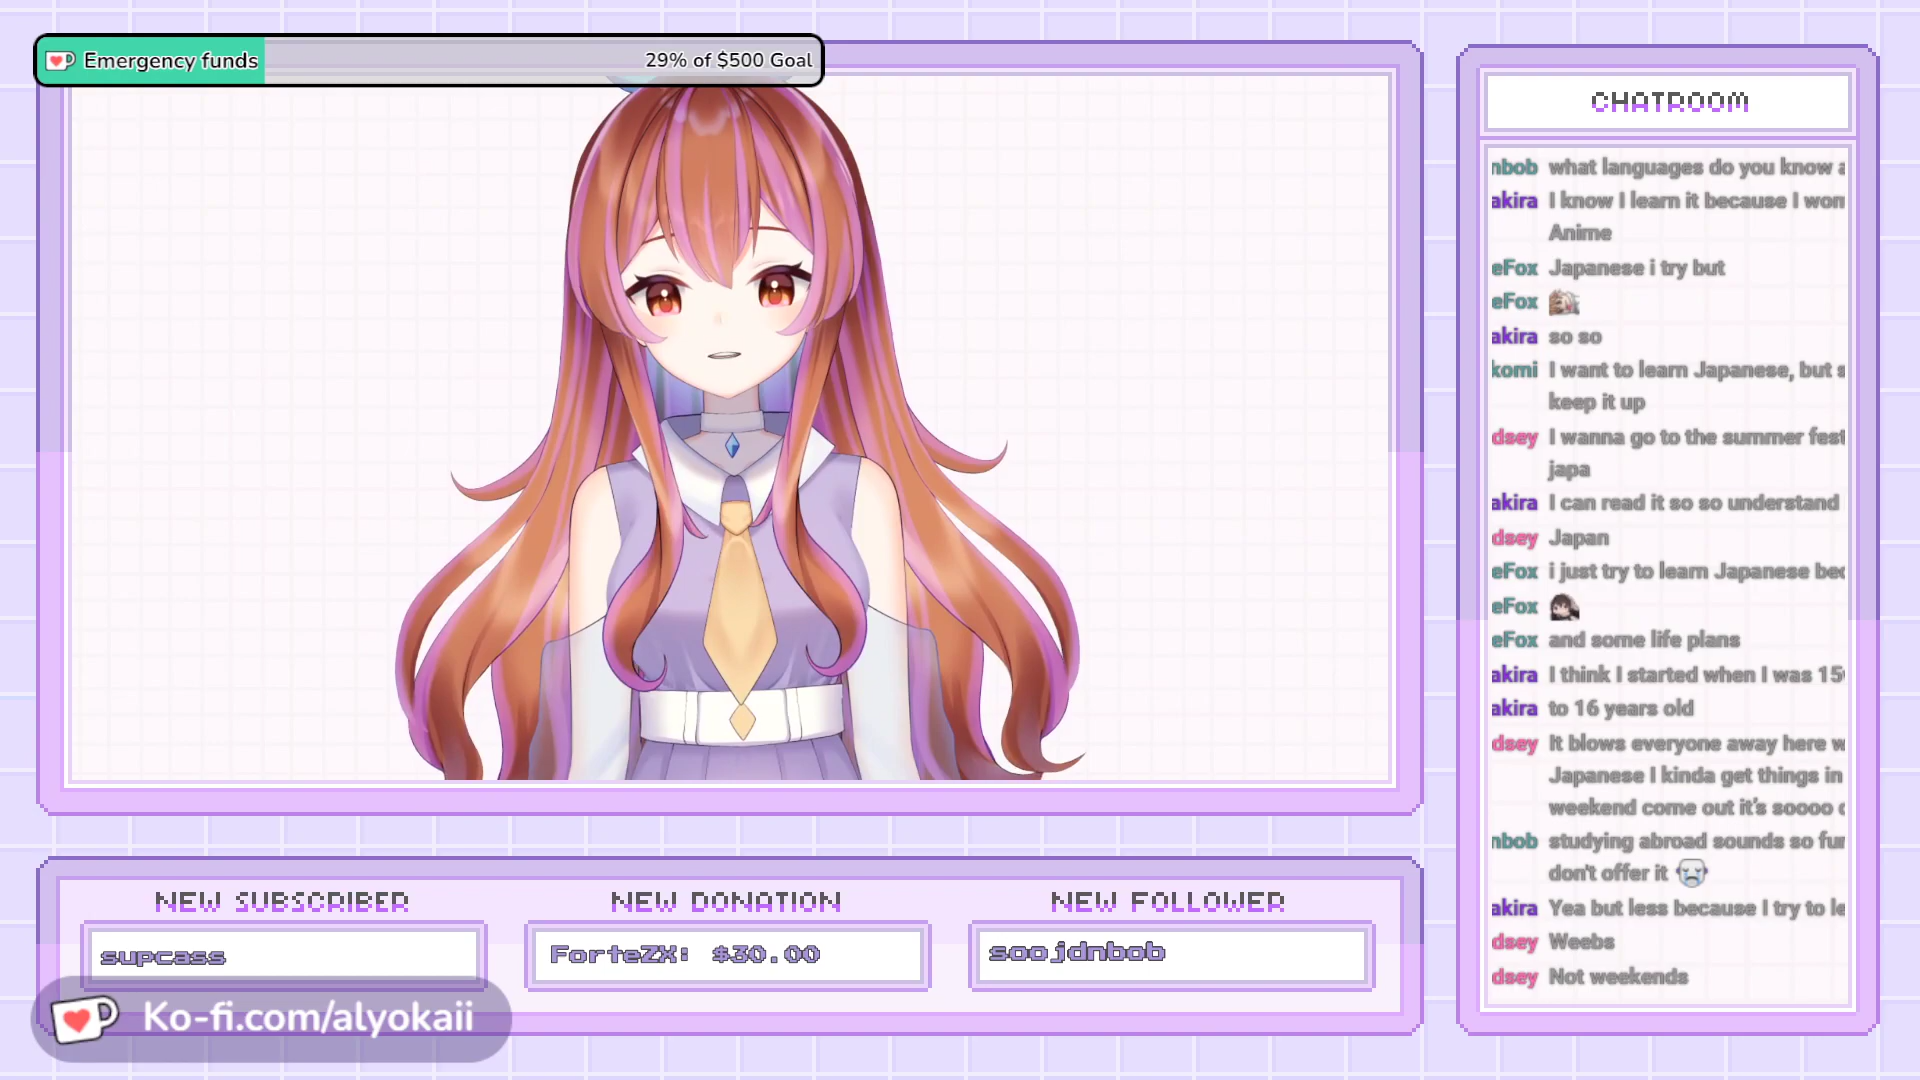 Emergency funds 29% of $500 Goal
CHATROOM
nbob what languages do you know a
akira I know I learn it because I won
Anime
eFox Japanese i try but
eFox
akira so so
komi I want to learn Japanese, but s
keep it up
dsey I wanna go to the summer fest
japa
akira I can read it so so understand
dsey Japan
eFox i just try to learn Japanese bec
eFox
eFox and some life plans
akira I think I started when I was 15
akira to 16 years old
dsey It blows everyone away here w
Japanese I kinda get things in
weekend come out it's soooo c
nbob studying abroad sounds so fun
don't offer it
akira Yea but less because I try to le
dsey Weebs
dsey Not weekends
NEW SUBSCRIBER
supcass
NEW DONATION
ForteZX: $30.00
NEW FOLLOWER
soojdnbob
Ko-fi.com/alyokaii